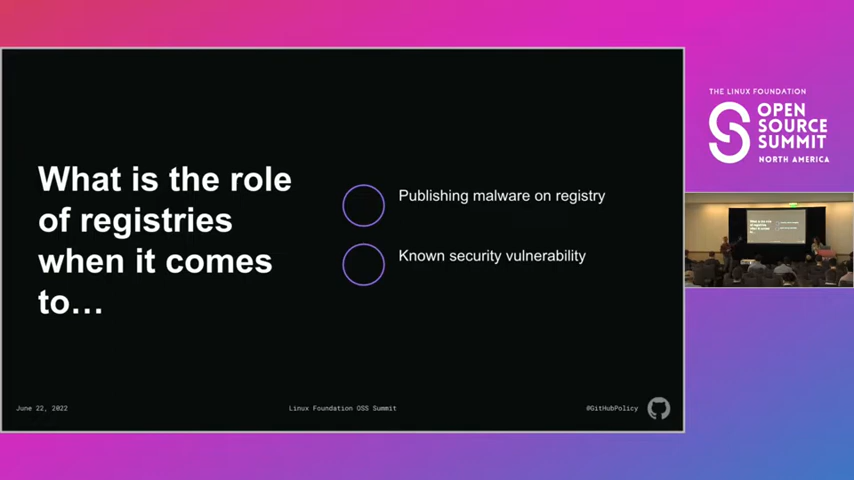 What is the role
of registries
when it comes
to...
Publishing malware on registry
Known security vulnerability
June 22, 2022
Linux Foundation OSS Summit
@GitHubPolicy
THE LINUX FOUNDATION
OPEN
SOURCE
SUMMIT
NORTH AMERICA